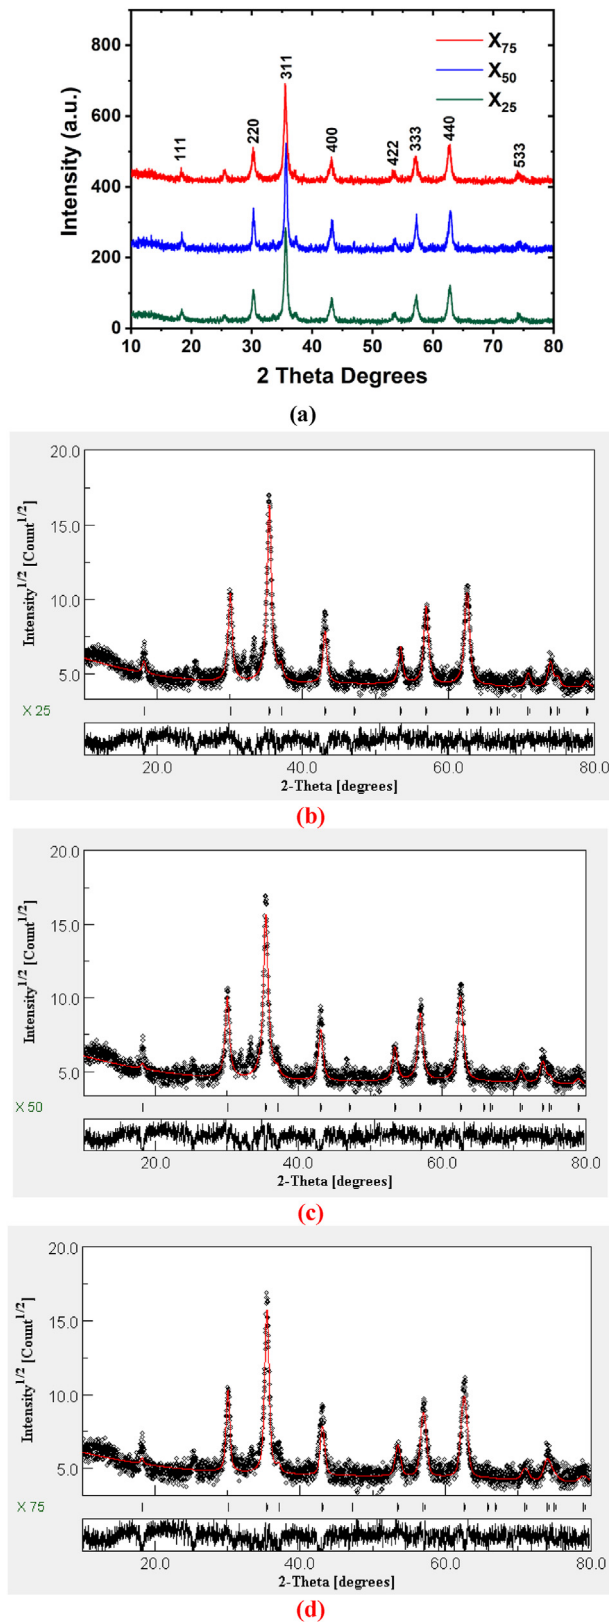 800
600
400
200
0
Intensity (a.u.)
X75
X50
X25
111
220
311
400
422
333
440
533
10 20 30 40 50 60 70 80
2 Theta Degrees
(a)
20.0
15.0
10.0
5.0
Intensity1/2 [Count1/2]
X 25
20.0 40.0 60.0 80.0
2-Theta [degrees]
(b)
20.0
15.0
10.0
5.0
Intensity1/2 [Count1/2]
X 50
20.0 40.0 60.0 80.0
2-Theta [degrees]
(c)
20.0
15.0
10.0
5.0
Intensity1/2 [Count1/2]
X 75
20.0 40.0 60.0 80.0
2-Theta [degrees]
(d)